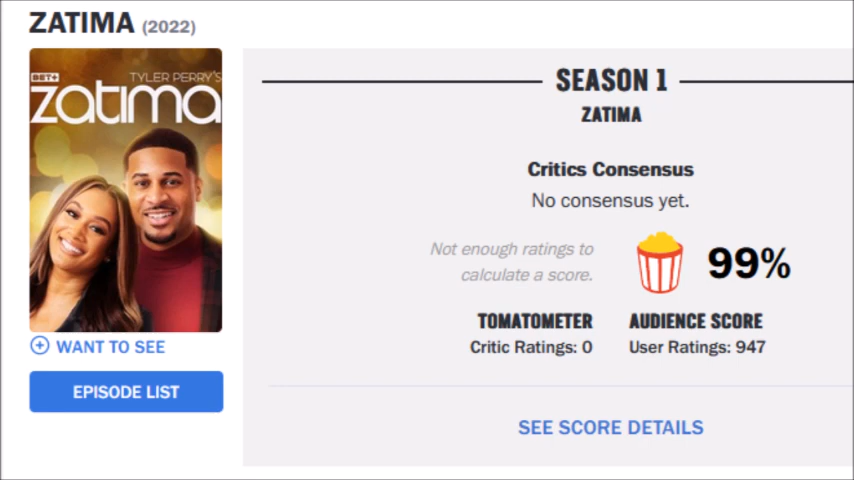 ZATIMA (2022)
BET+
TYLER PERRY'S
zatima
WANT TO SEE
EPISODE LIST
SEASON 1
ZATIMA
Critics Consensus
No consensus yet.
Not enough ratings to
calculate a score.
99%
TOMATOMETER
Critic Ratings: 0
AUDIENCE SCORE
User Ratings: 947
SEE SCORE DETAILS